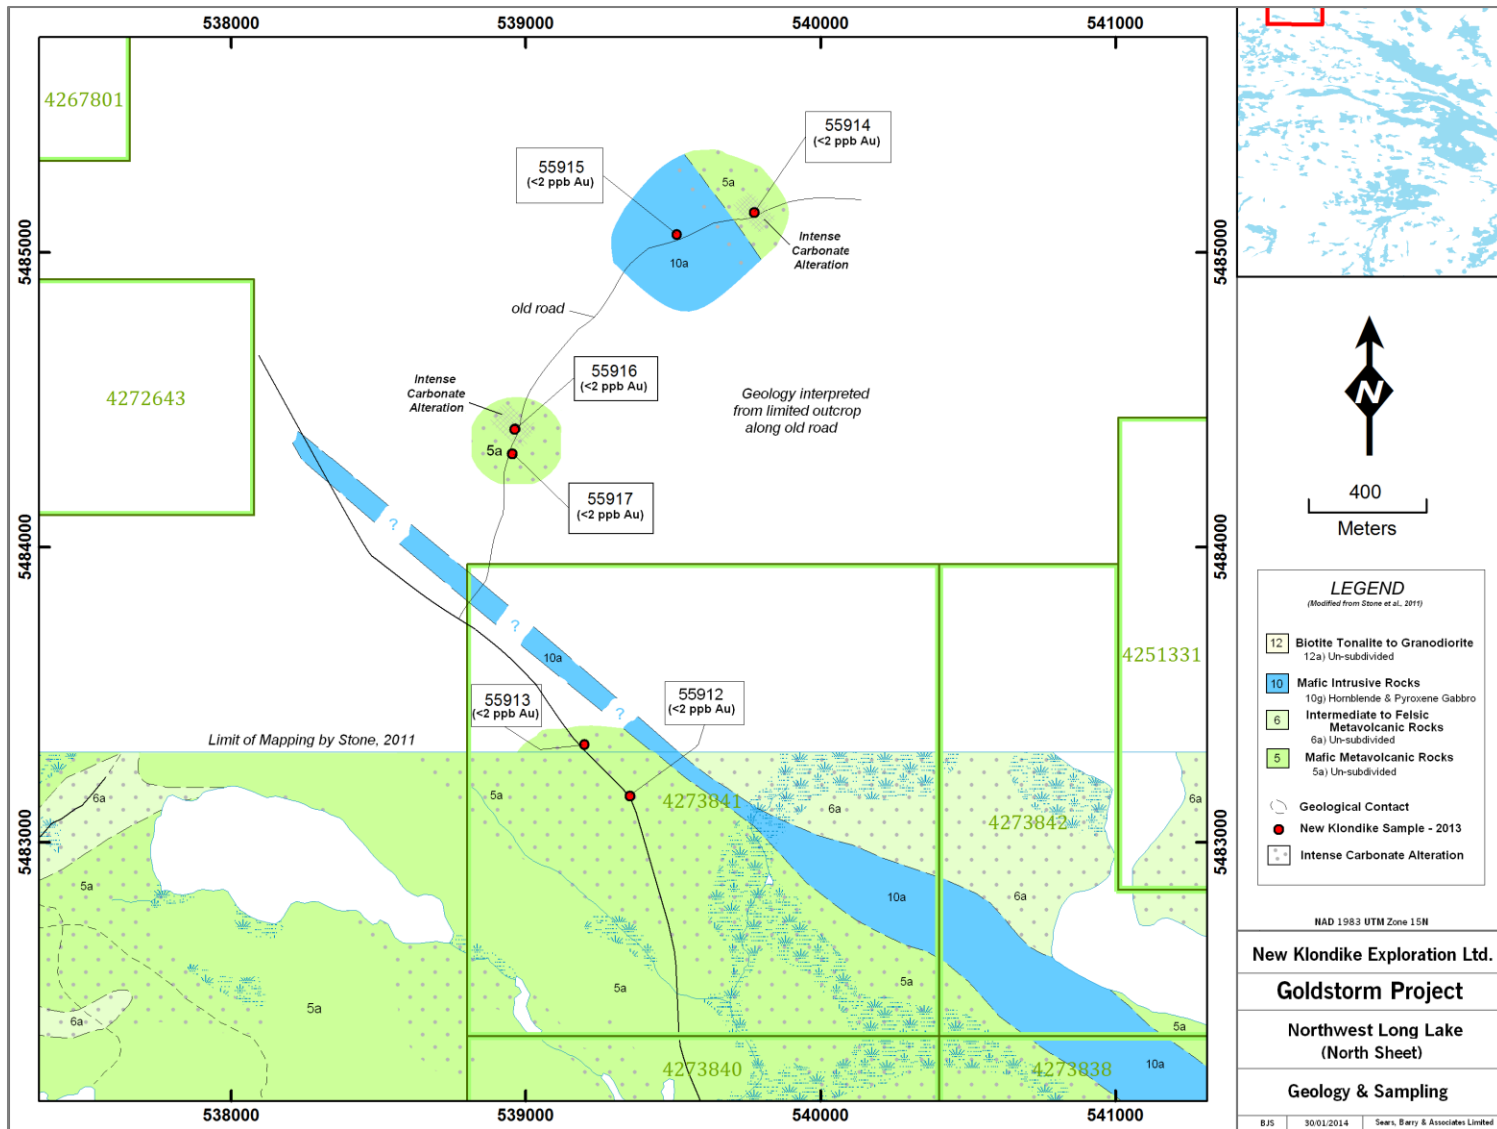 538000
539000
540000
541000
4267801
55914
(<2 ppb Au)
55915
(<2 ppb Au)
5a
Intense
Carbonate
Alteration
10a
5485000
5485000
old road
4272643
55916
(<2 ppb Au)
Intense
Carbonate
Alteration
Geology interpreted
from limited outcrop
along old road
5a
55917
(<2 ppb Au)
?
5484000
5484000
?
10a
4251331
55913
(<2 ppb Au)
55912
(<2 ppb Au)
?
Limit of Mapping by Stone, 2011
6a
5a
4273841
6a
4273842
6a
5483000
5483000
5a
10a
6a
5a
5a
5a
6a
5a
4273840
4273838
10a
538000
539000
540000
541000
N
400
Meters
LEGEND
(Modified from Stone et al., 2011)
12 Biotite Tonalite to Granodiorite
12a) Un-subdivided
10 Mafic Intrusive Rocks
10g) Hornblende & Pyroxene Gabbro
6 Intermediate to Felsic
Metavolcanic Rocks
6a) Un-subdivided
5 Mafic Metavolcanic Rocks
5a) Un-subdivided
Geological Contact
New Klondike Sample - 2013
Intense Carbonate Alteration
NAD 1983 UTM Zone 15N
New Klondike Exploration Ltd.
Goldstorm Project
Northwest Long Lake
(North Sheet)
Geology & Sampling
BJS 30/01/2014 Sears, Barry & Associates Limited